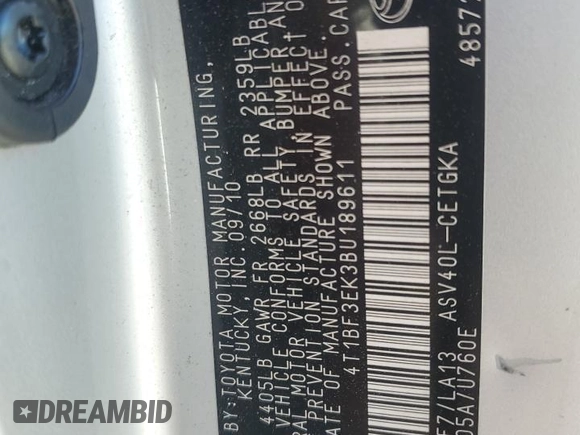 BY: TOYOTA MOTOR MANUFACTURING,
KENTUCKY, INC. 09/10
4405LB GAWR FR 2668LB RR 2359LB
VEHICLE CONFORMS TO ALL APPLICABL
RAL MOTOR VEHICLE SAFETY, BUMPER AN
PREVENTION STANDARDS IN EFFECT O
ATE OF MANUFACTURE SHOWN ABOVE.
4T1BF3EK3BU189611 PASS.CAR
F7/LA13 ASV40L-CETGKA
05A/U760E
4857
DREAMBID